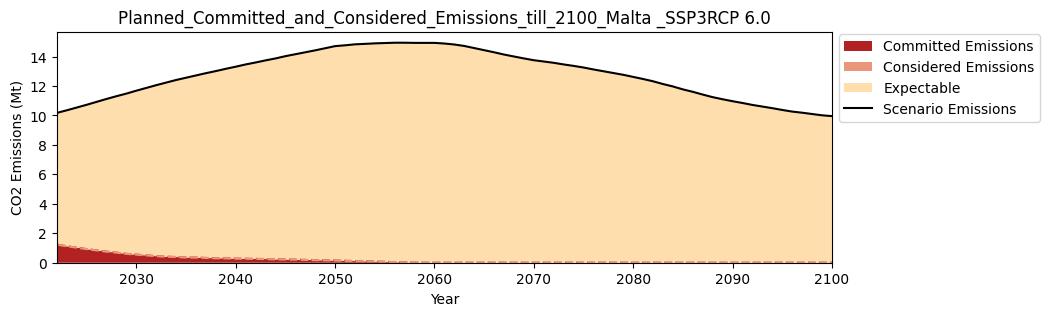 Planned_Committed_and_Considered_Emissions_till_2100_Malta _SSP3RCP 6.0
Committed Emissions
Considered Emissions
Expectable
Scenario Emissions
CO2 Emissions (Mt)
14
12
10
8
6
4
2
0
2030 2040 2050 2060 2070 2080 2090 2100
Year